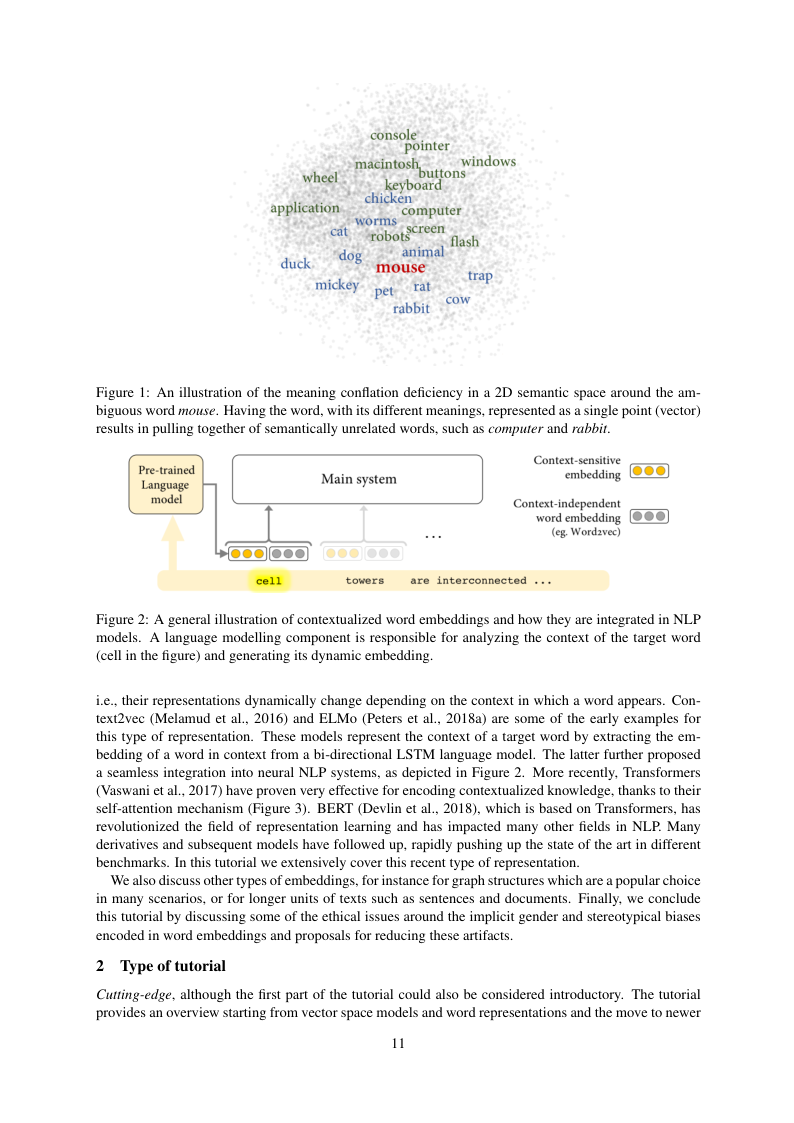 console
pointer
macintosh
windows
buttons
wheel
keyboard
chicken
application
computer
worms
screen
cat
robots
flash
animal
dog
duck
mouse
trap
mickey
rat
pet
cow
rabbit
Figure 1: An illustration of the meaning conflation deficiency in a 2D semantic space around the am-
biguous word mouse. Having the word, with its different meanings, represented as a single point (vector)
results in pulling together of semantically unrelated words, such as computer and rabbit.
Pre-trained
Language
model
Main system
Context-sensitive
embedding
Context-independent
word embedding
(eg. Word2vec)
...
cell towers are interconnected ...
Figure 2: A general illustration of contextualized word embeddings and how they are integrated in NLP
models. A language modelling component is responsible for analyzing the context of the target word
(cell in the figure) and generating its dynamic embedding.
i.e., their representations dynamically change depending on the context in which a word appears. Con-
text2vec (Melamud et al., 2016) and ELMo (Peters et al., 2018a) are some of the early examples for
this type of representation. These models represent the context of a target word by extracting the em-
bedding of a word in context from a bi-directional LSTM language model. The latter further proposed
a seamless integration into neural NLP systems, as depicted in Figure 2. More recently, Transformers
(Vaswani et al., 2017) have proven very effective for encoding contextualized knowledge, thanks to their
self-attention mechanism (Figure 3). BERT (Devlin et al., 2018), which is based on Transformers, has
revolutionized the field of representation learning and has impacted many other fields in NLP. Many
derivatives and subsequent models have followed up, rapidly pushing up the state of the art in different
benchmarks. In this tutorial we extensively cover this recent type of representation.
We also discuss other types of embeddings, for instance for graph structures which are a popular choice
in many scenarios, or for longer units of texts such as sentences and documents. Finally, we conclude
this tutorial by discussing some of the ethical issues around the implicit gender and stereotypical biases
encoded in word embeddings and proposals for reducing these artifacts.
2 Type of tutorial
Cutting-edge, although the first part of the tutorial could also be considered introductory. The tutorial
provides an overview starting from vector space models and word representations and the move to newer
11